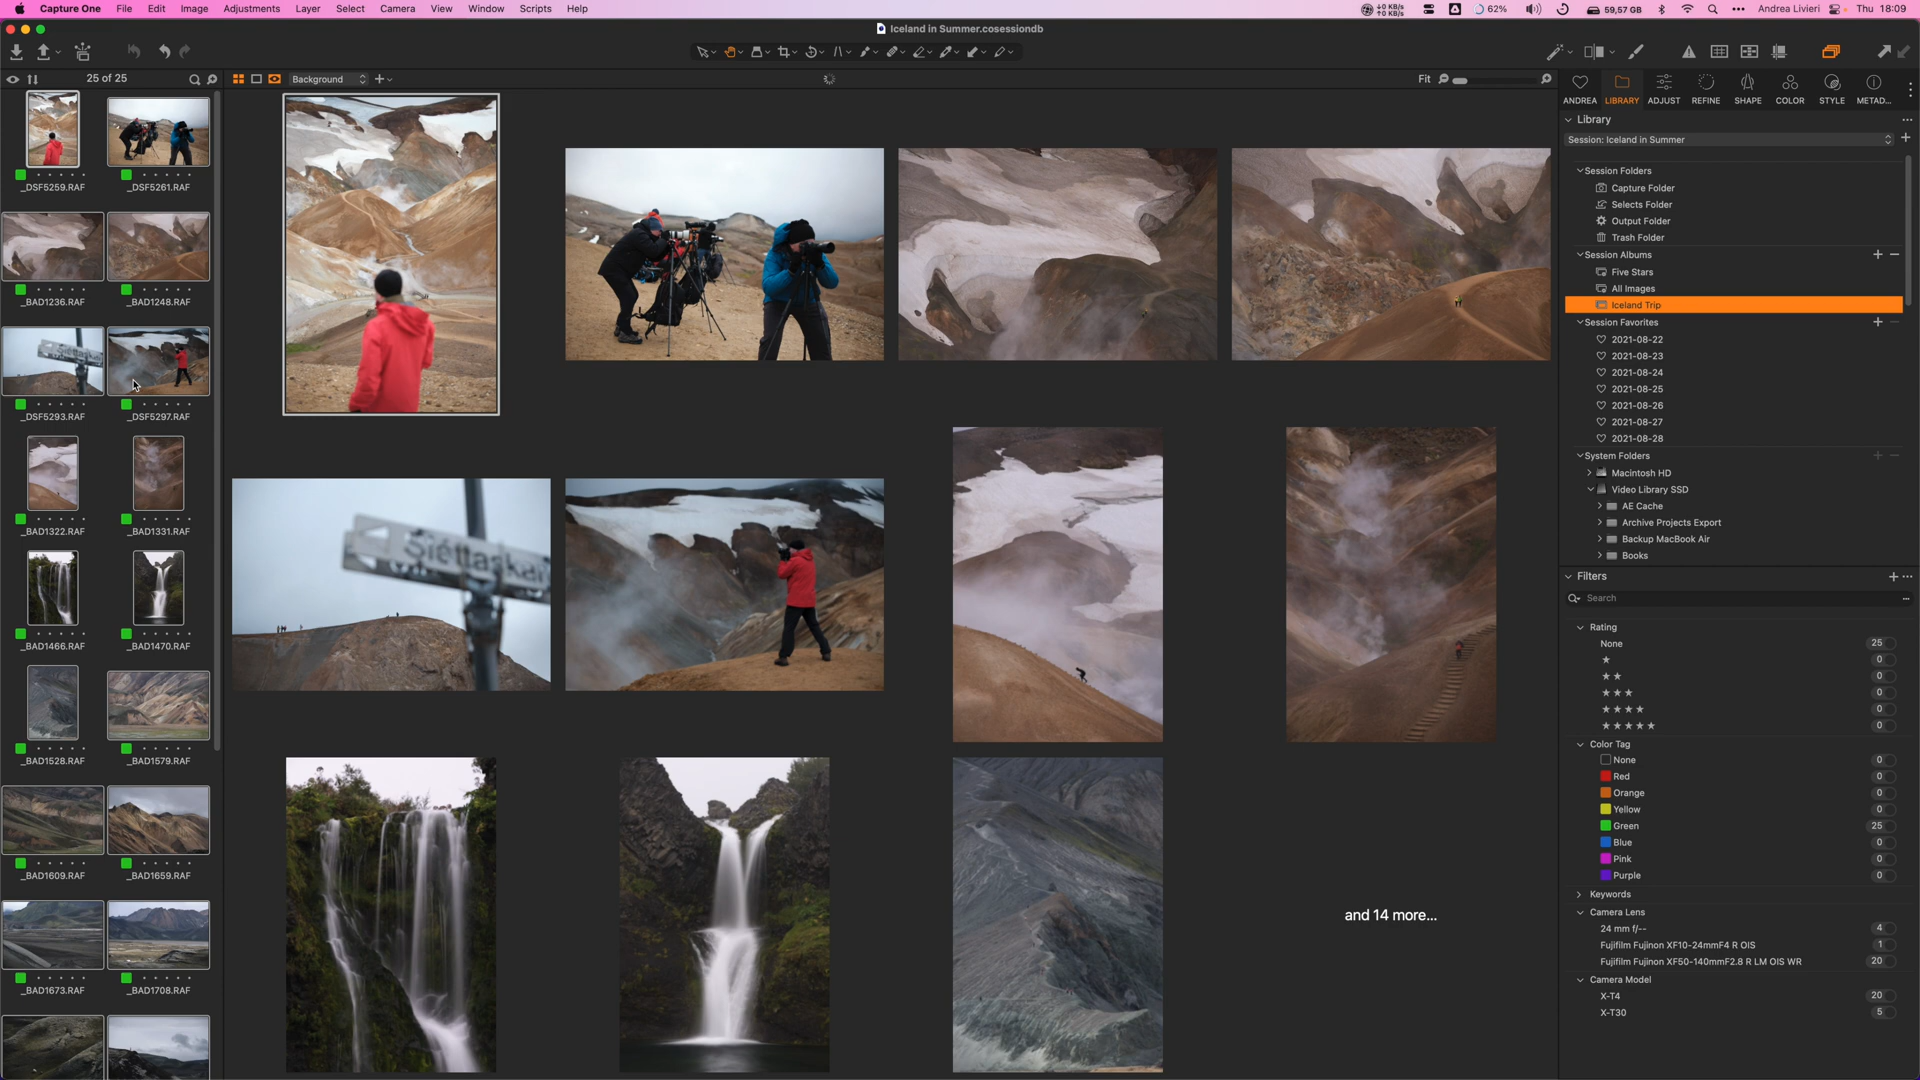 Capture One File Edit Image Adjustments Layer Select Camera View Window Scripts Help
↓0 KB/s
↑0 KB/s
62%
59,57 GB
Andrea Livieri
Thu 18:09
Iceland in Summer.cosessiondb
25 of 25
Background
Fit
ANDREA LIBRARY ADJUST REFINE SHAPE COLOR STYLE METAD...
Library
Session: Iceland in Summer
Session Folders
Capture Folder
Selects Folder
Output Folder
Trash Folder
Session Albums
Five Stars
All Images
Iceland Trip
Session Favorites
2021-08-22
2021-08-23
2021-08-24
2021-08-25
2021-08-26
2021-08-27
2021-08-28
System Folders
Macintosh HD
Video Library SSD
AE Cache
Archive Projects Export
Backup MacBook Air
Books
Filters
Search
Rating
None 25
★ 0
★★ 0
★★★ 0
★★★★ 0
★★★★★ 0
Color Tag
None 0
Red 0
Orange 0
Yellow 0
Green 25
Blue 0
Pink 0
Purple 0
Keywords
Camera Lens
24 mm f/-- 4
Fujifilm Fujinon XF10-24mmF4 R OIS 1
Fujifilm Fujinon XF50-140mmF2.8 R LM OIS WR 20
Camera Model
X-T4 20
X-T30 5
_DSF5259.RAF _DSF5261.RAF
_BAD1236.RAF _BAD1248.RAF
_DSF5293.RAF _DSF5297.RAF
_BAD1322.RAF _BAD1331.RAF
_BAD1466.RAF _BAD1470.RAF
_BAD1528.RAF _BAD1579.RAF
_BAD1609.RAF _BAD1659.RAF
_BAD1673.RAF _BAD1708.RAF
and 14 more...